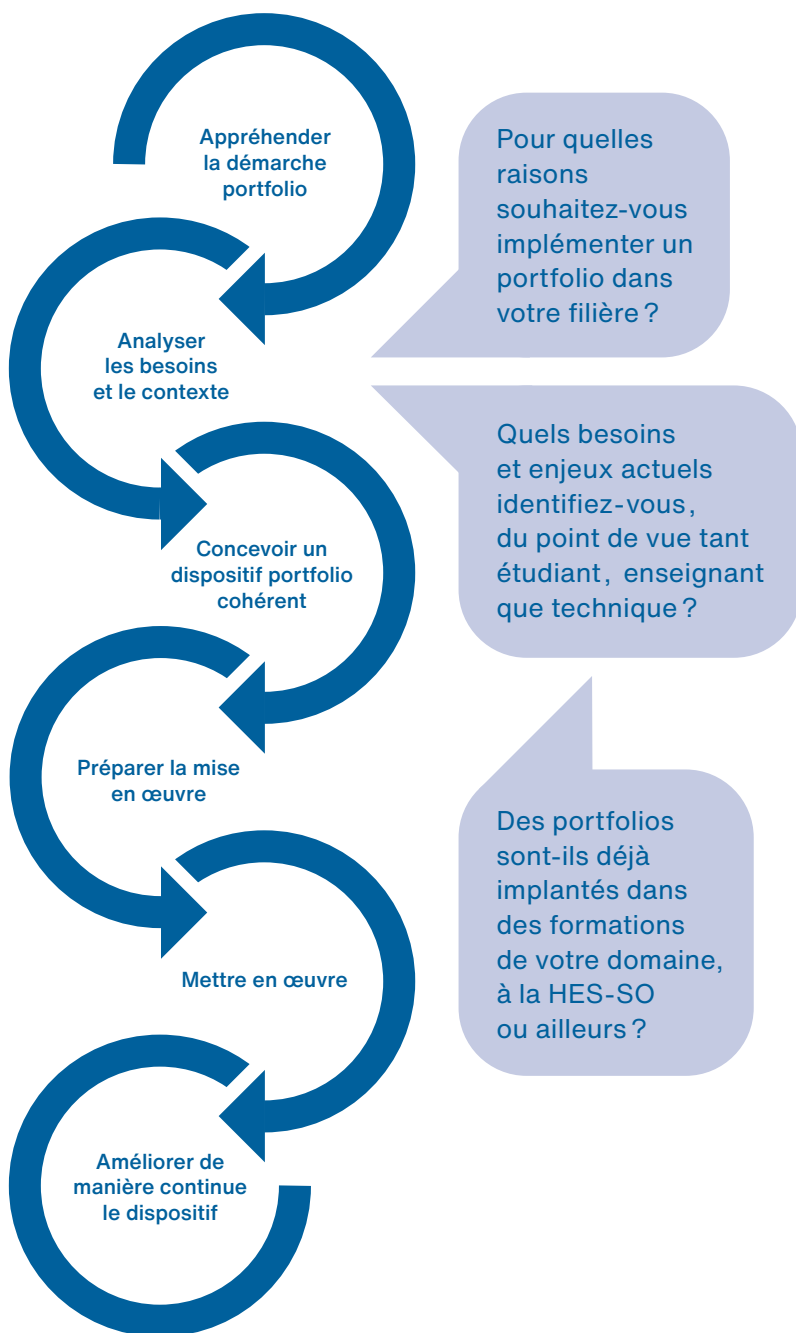 Appréhender
la démarche
portfolio
Pour quelles
raisons
souhaitez-vous
implémenter un
portfolio dans
votre filière ?
Analyser
les besoins
et le contexte
Quels besoins
et enjeux actuels
identifiez-vous,
du point de vue tant
étudiant, enseignant
que technique ?
Concevoir un
dispositif portfolio
cohérent
Préparer la mise
en œuvre
Des portfolios
sont-ils déjà
implantés dans
des formations
de votre domaine,
à la HES-SO
ou ailleurs ?
Mettre en œuvre
Améliorer de
manière continue
le dispositif